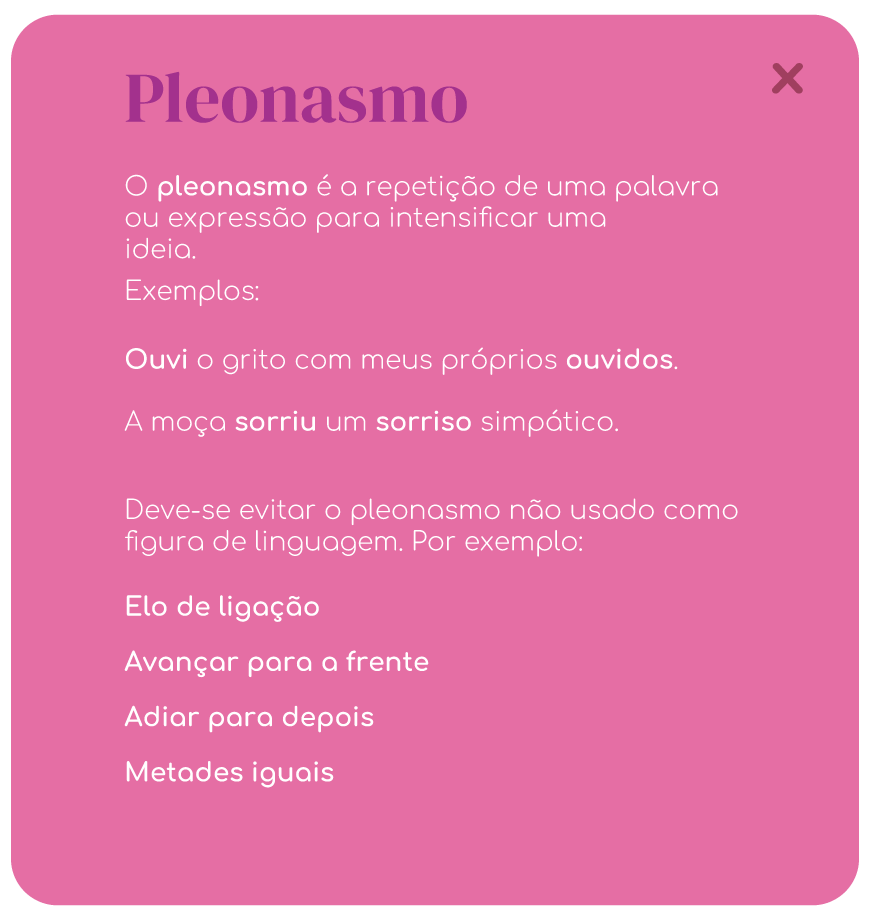 Pleonasmo
O pleonasmo é a repetição de uma palavra
ou expressão para intensificar uma
ideia.
Exemplos:
Ouvi o grito com meus próprios ouvidos.
A moça sorriu um sorriso simpático.
Deve-se evitar o pleonasmo não usado como
figura de linguagem. Por exemplo:
Elo de ligação
Avançar para a frente
Adiar para depois
Metades iguais